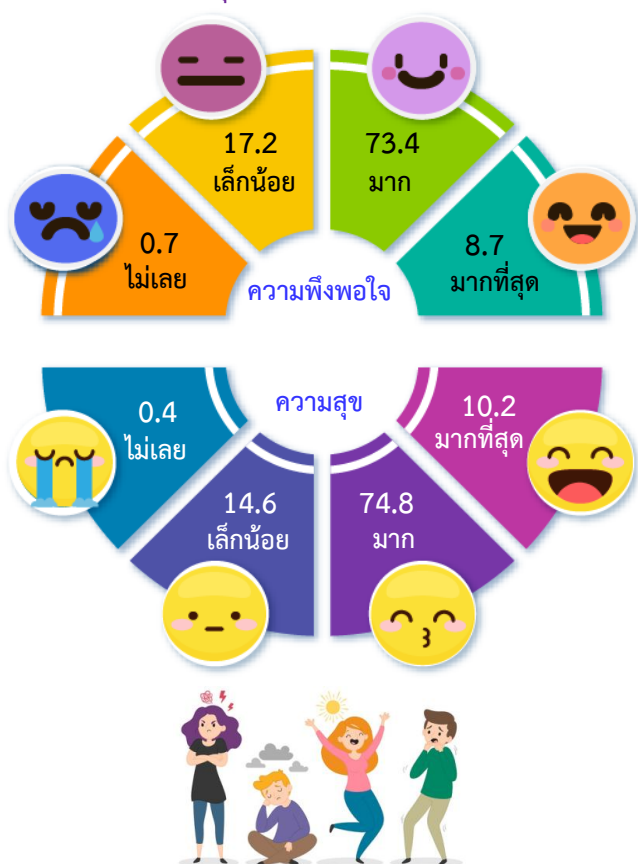 17.2
เล็กน้อย
73.4
มาก
0.7
ไม่เลย
8.7
มากที่สุด
ความพึงพอใจ
ความสุข
0.4
ไม่เลย
10.2
มากที่สุด
14.6
เล็กน้อย
74.8
มาก